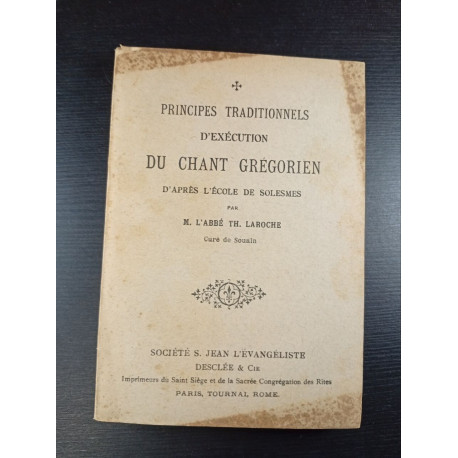 PRINCIPES TRADITIONNELS
D'EXÉCUTION
DU CHANT GRÉGORIEN
D'APRÈS L'ÉCOLE DE SOLESMES
PAR
M. L'ABBÉ TH. LAROCHE
Curé de Souain
SOCIÉTÉ S. JEAN L'ÉVANGÉLISTE
DESCLÉE & Cie
Imprimeurs du Saint Siège et de la Sacrée Congrégation des Rites
PARIS, TOURNAI, ROME.